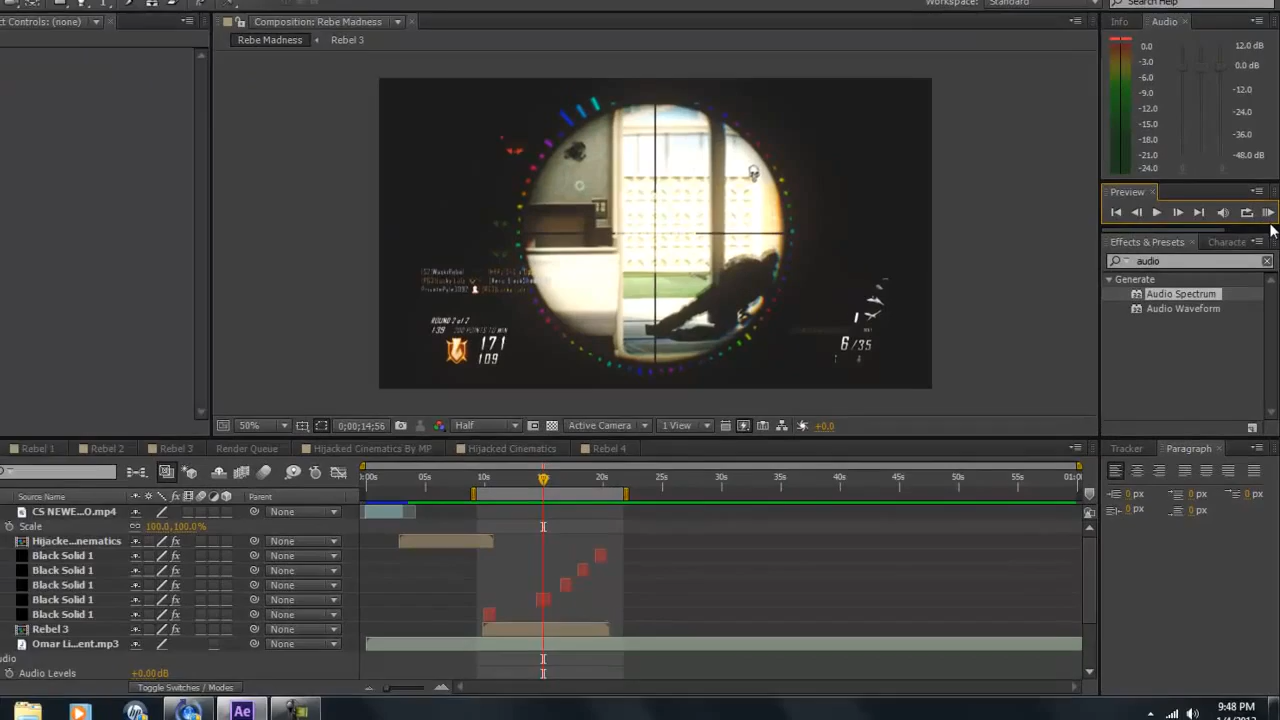 Workspace: Standard
Search Help
ct Controls: (none)
Composition: Rebe Madness
Info Audio
Rebe Madness Rebel 3
0.0 12.0 dB
-3.0 0.0 dB
-6.0
-9.0 -12.0
-12.0
-15.0 -24.0
-18.0 -36.0
-21.0
-24.0 -48.0 dB
Preview
Effects & Presets Characte
audio
Generate
Audio Spectrum
Audio Waveform
ROUND 2 of 2
139 200 POINTS TO WIN
171
109
6/35
50% 0;00;14;56 Half Active Camera 1 View +0.0
Rebel 1 Rebel 2 Rebel 3 Render Queue Hijacked Cinematics By MP Hijacked Cinematics Rebel 4
Tracker Paragraph
0 px 0 px 0 px
0 px 0 px
:00s 05s 10s 15s 20s 25s 30s 35s 40s 45s 50s 55s 01:0
Source Name Parent
CS NEWE...O.mp4 None
Scale 100.0,100.0%
Hijacke...nematics None
Black Solid 1 None
Black Solid 1 None
Black Solid 1 None
Black Solid 1 None
Black Solid 1 None
Rebel 3 None
Omar Li...ent.mp3 None
udio
Audio Levels +0.00dB
Toggle Switches / Modes
Ae
9:48 PM